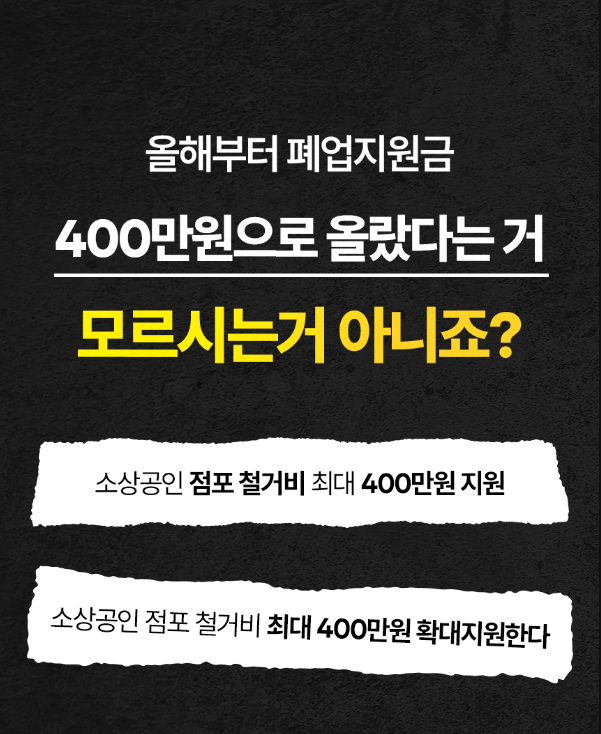 올해부터 폐업지원금
400만원으로 올랐다는 거
모르시는거 아니죠?
소상공인 점포 철거비 최대 400만원 지원
소상공인 점포 철거비 최대 400만원 확대지원한다